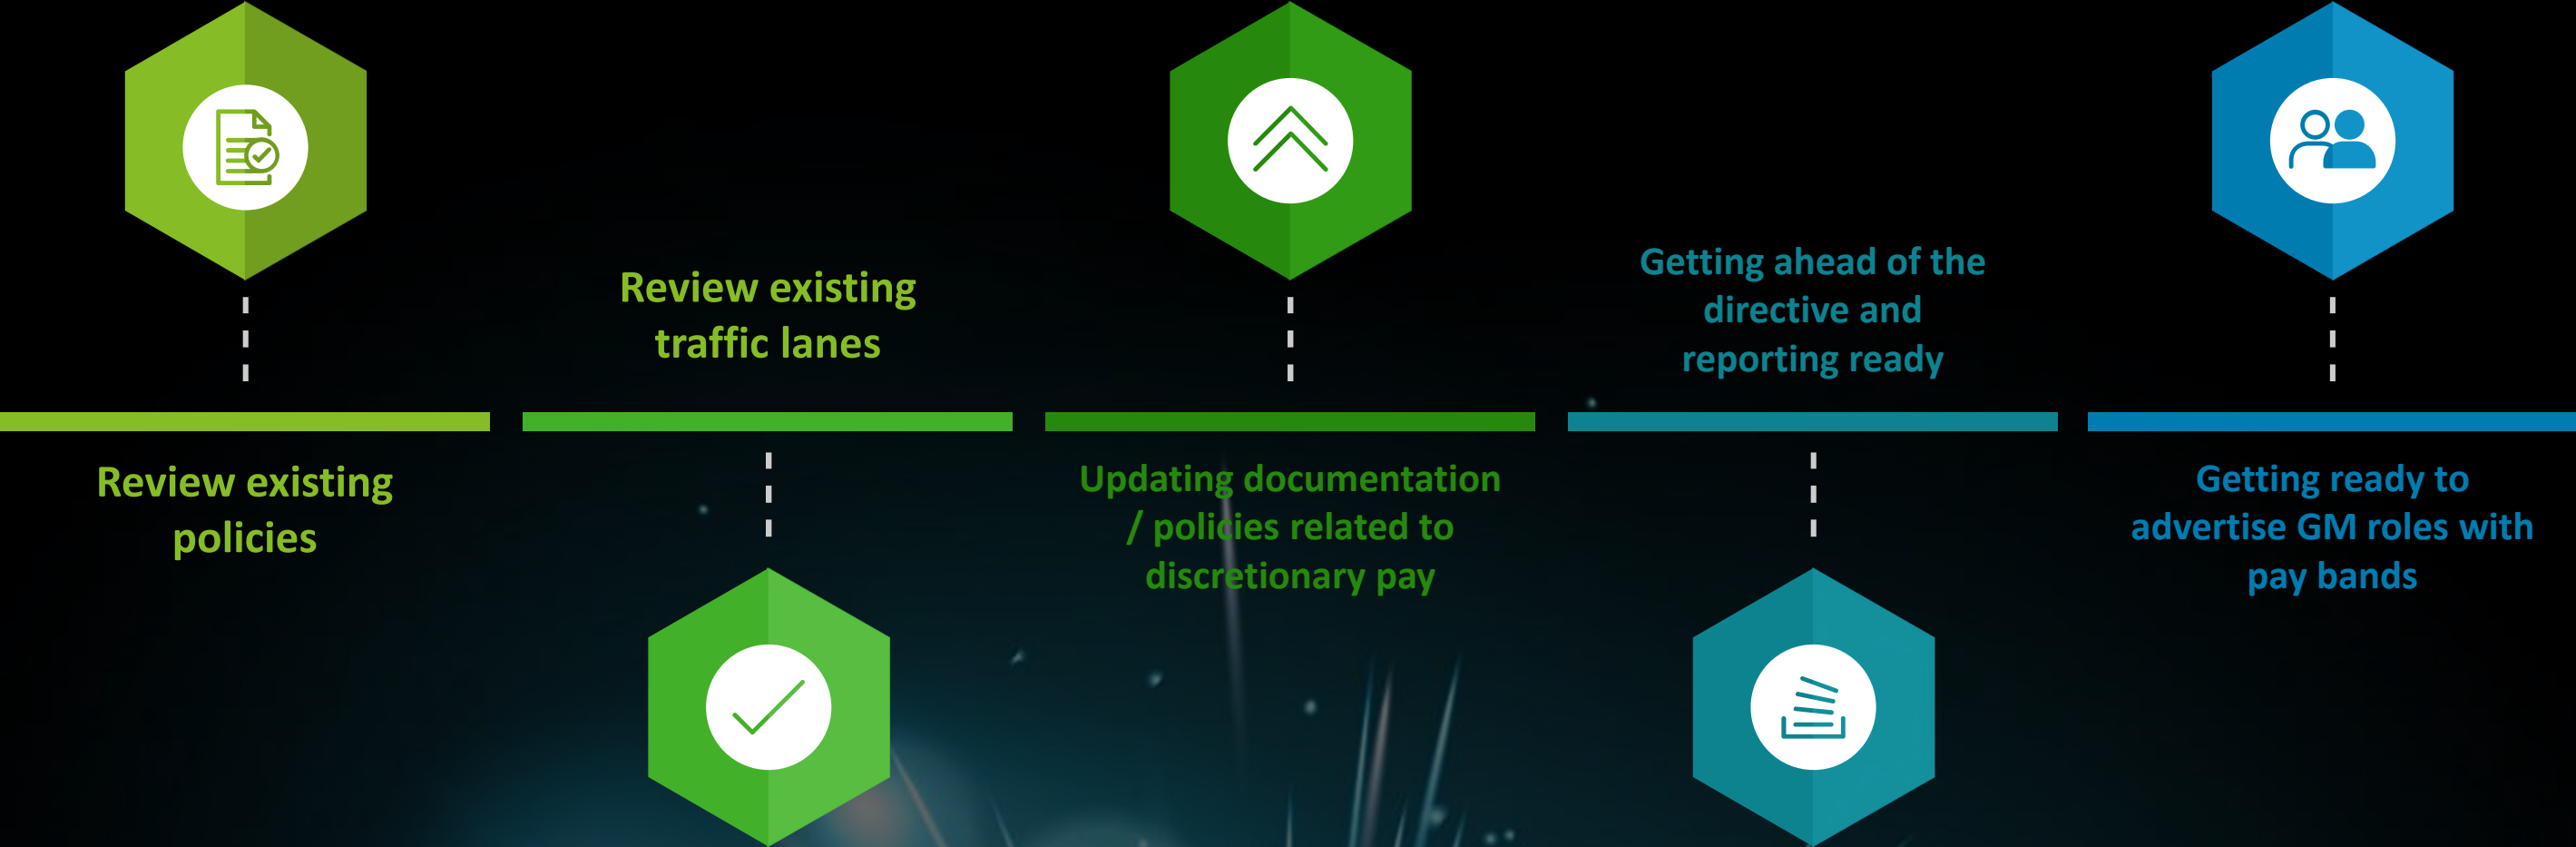 Review existing
policies
Review existing
traffic lanes
Updating documentation
/ policies related to
discretionary pay
Getting ahead of the
directive and
reporting ready
Getting ready to
advertise GM roles with
pay bands